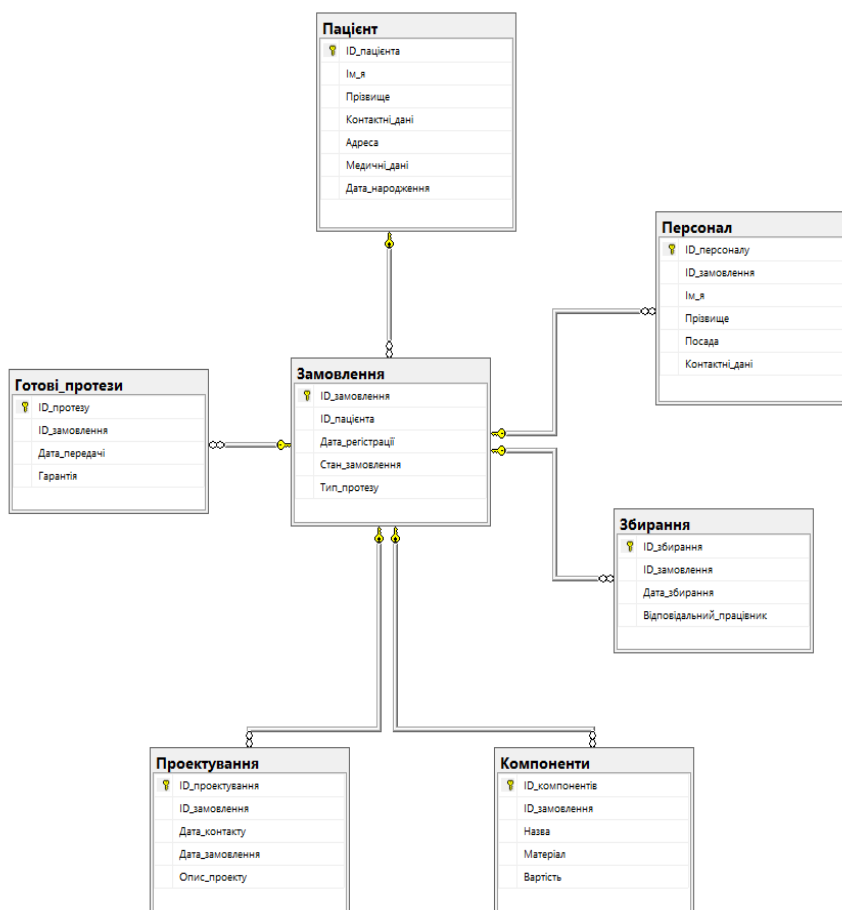 Пацієнт
ID_пацієнта
Ім_я
Прізвище
Контактні_дані
Адреса
Медичні_дані
Дата_народження
Персонал
ID_персоналу
ID_замовлення
Ім_я
Прізвище
Посада
Контактні_дані
Готові_протези
ID_протезу
ID_замовлення
Дата_передачі
Гарантія
Замовлення
ID_замовлення
ID_пацієнта
Дата_регістрації
Стан_замовлення
Тип_протезу
Збирання
ID_збирання
ID_замовлення
Дата_збирання
Відповідальний_працівник
Проектування
ID_проектування
ID_замовлення
Дата_контакту
Дата_замовлення
Опис_проекту
Компоненти
ID_компонентів
ID_замовлення
Назва
Матеріал
Вартість